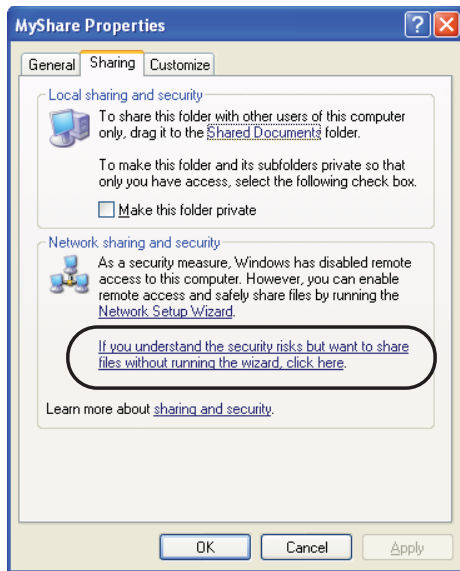 MyShare Properties
General Sharing Customize
Local sharing and security
To share this folder with other users of this computer
only, drag it to the Shared Documents folder.
To make this folder and its subfolders private so that
only you have access, select the following check box.
Make this folder private
Network sharing and security
As a security measure, Windows has disabled remote
access to this computer. However, you can enable
remote access and safely share files by running the
Network Setup Wizard.
If you understand the security risks but want to share
files without running the wizard, click here.
Learn more about sharing and security.
OK Cancel Apply